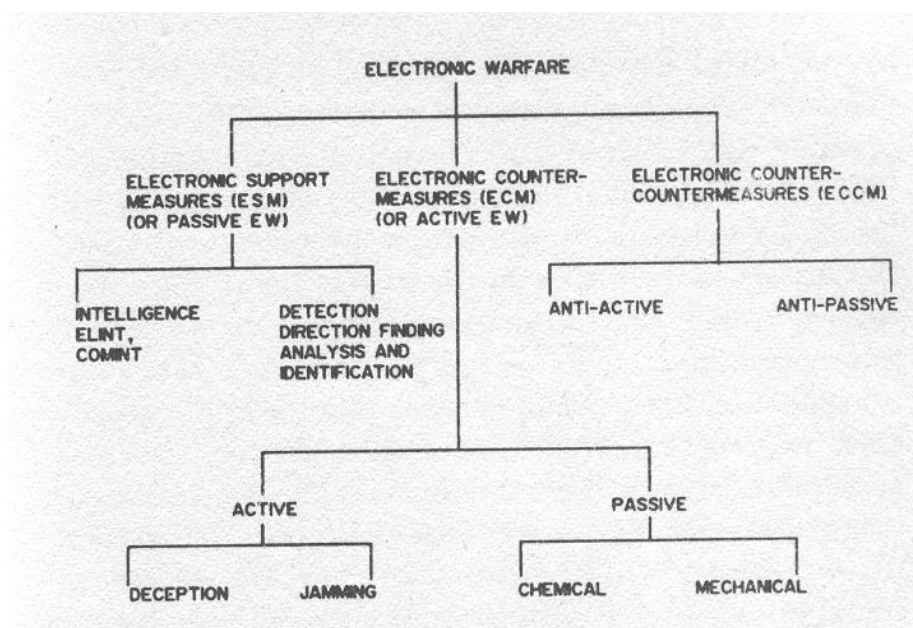 ELECTRONIC WARFARE
ELECTRONIC SUPPORT
MEASURES (ESM)
(OR PASSIVE EW)
ELECTRONIC COUNTER-
MEASURES (ECM)
(OR ACTIVE EW)
ELECTRONIC COUNTER-
COUNTERMEASURES (ECCM)
INTELLIGENCE
ELINT,
COMINT
DETECTION
DIRECTION FINDING
ANALYSIS AND
IDENTIFICATION
ANTI-ACTIVE
ANTI-PASSIVE
ACTIVE
PASSIVE
DECEPTION
JAMMING
CHEMICAL
MECHANICAL